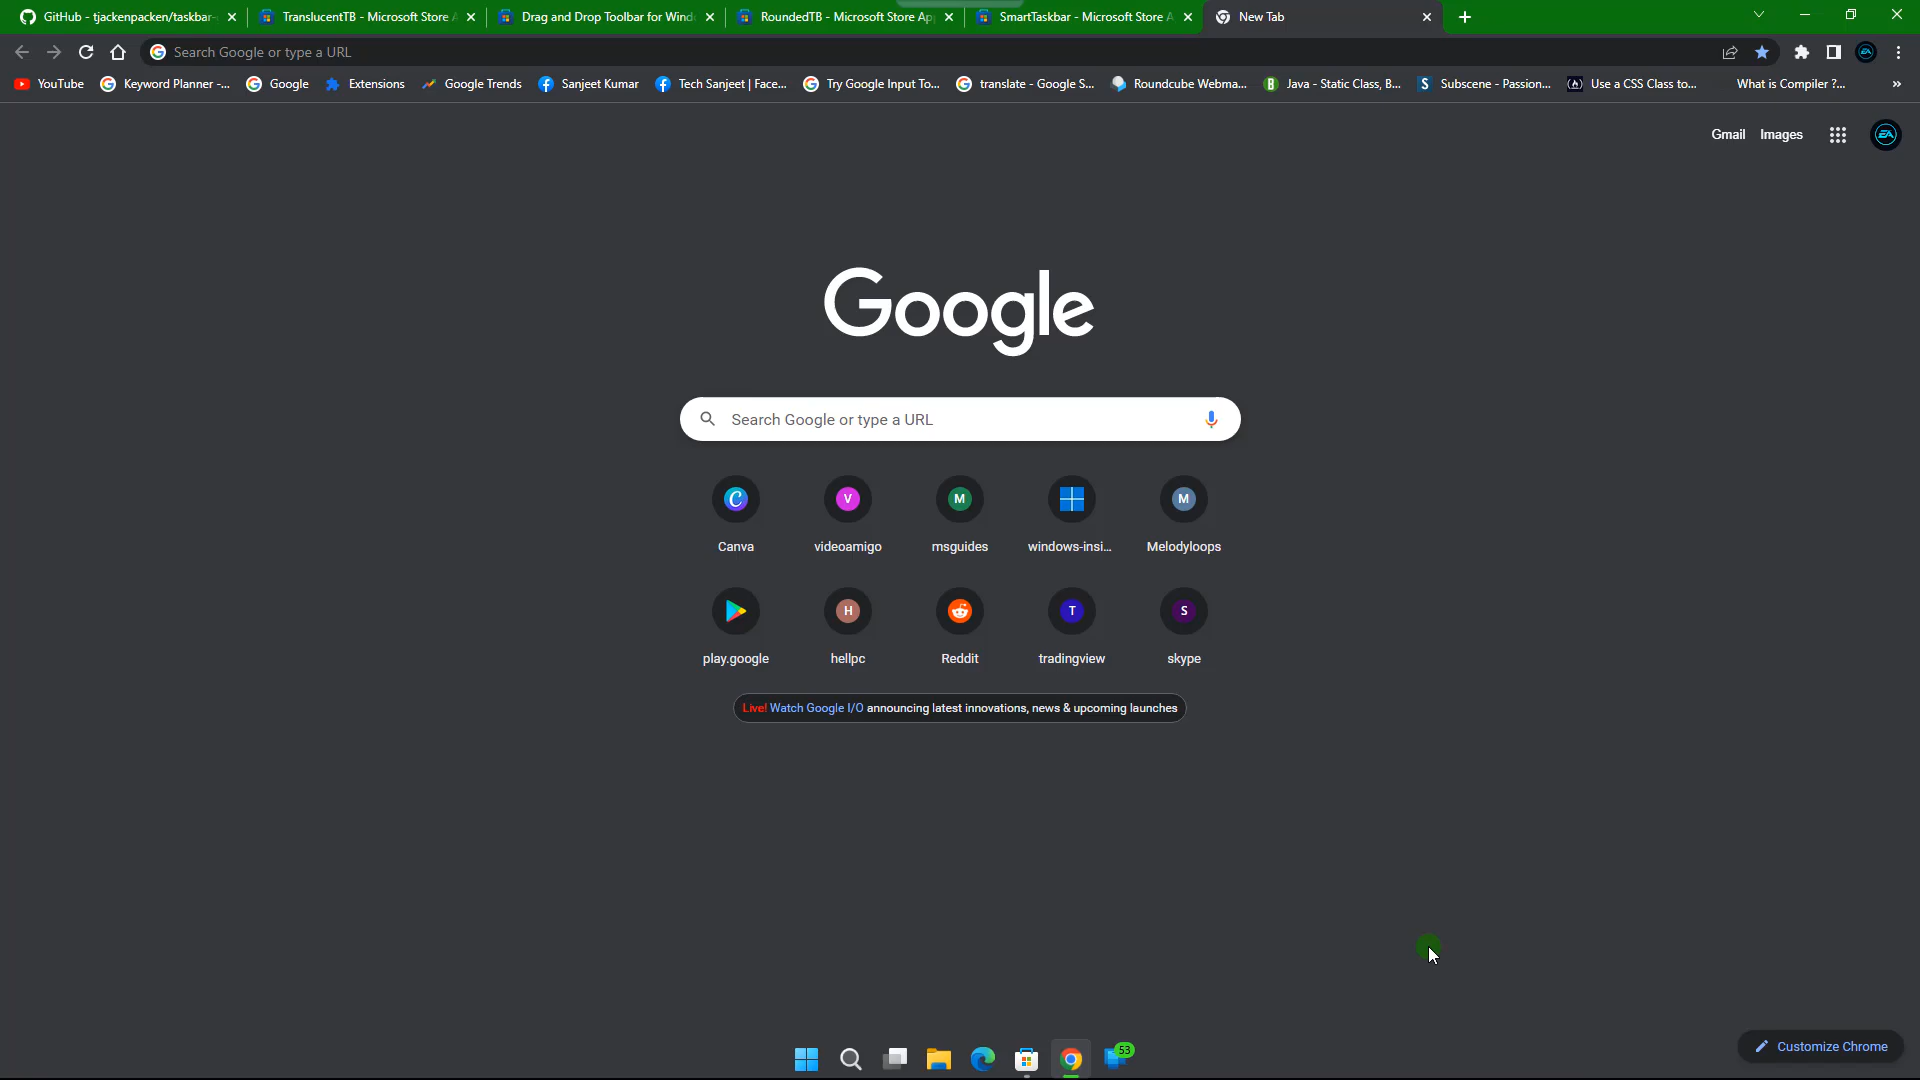 GitHub - tjackenpacken/taskbar-
TranslucentTB - Microsoft Store A
Drag and Drop Toolbar for Wind
RoundedTB - Microsoft Store Ap
SmartTaskbar - Microsoft Store A
New Tab
Search Google or type a URL
YouTube
Keyword Planner -...
Google
Extensions
Google Trends
Sanjeet Kumar
Tech Sanjeet | Face...
Try Google Input To...
translate - Google S...
Roundcube Webma...
Java - Static Class, B...
Subscene - Passion...
Use a CSS Class to...
What is Compiler ?...
Gmail
Images
Google
Search Google or type a URL
V
M
M
Canva
videoamigo
msguides
windows-insi...
Melodyloops
H
T
S
play.google
hellpc
Reddit
tradingview
skype
Live! Watch Google I/O announcing latest innovations, news & upcoming launches
Customize Chrome
53